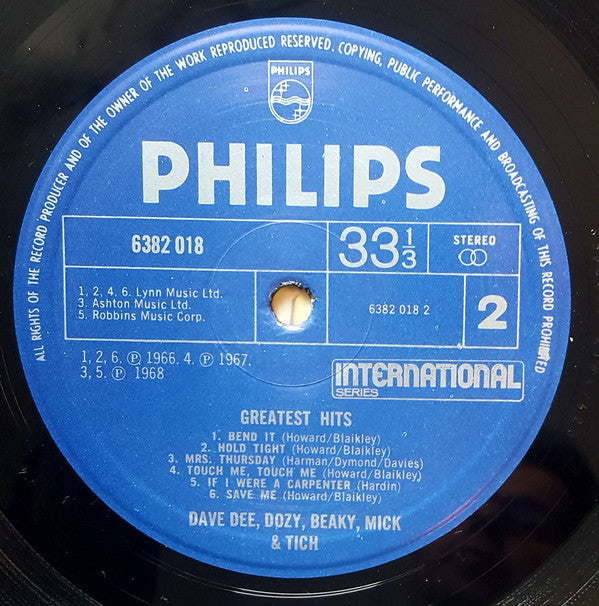 ALL RIGHTS OF THE RECORD PRODUCER AND OF THE OWNER OF THE WORK REPRODUCED RESERVED. COPYING, PUBLIC PERFORMANCE AND BROADCASTING OF THIS RECORD PROHIBITED
PHILIPS
PHILIPS
6382 018
33 1/3
STEREO
1, 2, 4, 6. Lynn Music Ltd.
3. Ashton Music Ltd.
5. Robbins Music Corp.
6382 018 2
2
1, 2, 6. Ⓟ 1966. 4. Ⓟ 1967.
3, 5. Ⓟ 1968
INTERNATIONAL
SERIES
GREATEST HITS
1. BEND IT (Howard/Blaikley)
2. HOLD TIGHT (Howard/Blaikley)
3. MRS. THURSDAY (Harman/Dymond/Davies)
4. TOUCH ME, TOUCH ME (Howard/Blaikley)
5. IF I WERE A CARPENTER (Hardin)
6. SAVE ME (Howard/Blaikley)
DAVE DEE, DOZY, BEAKY, MICK
& TICH